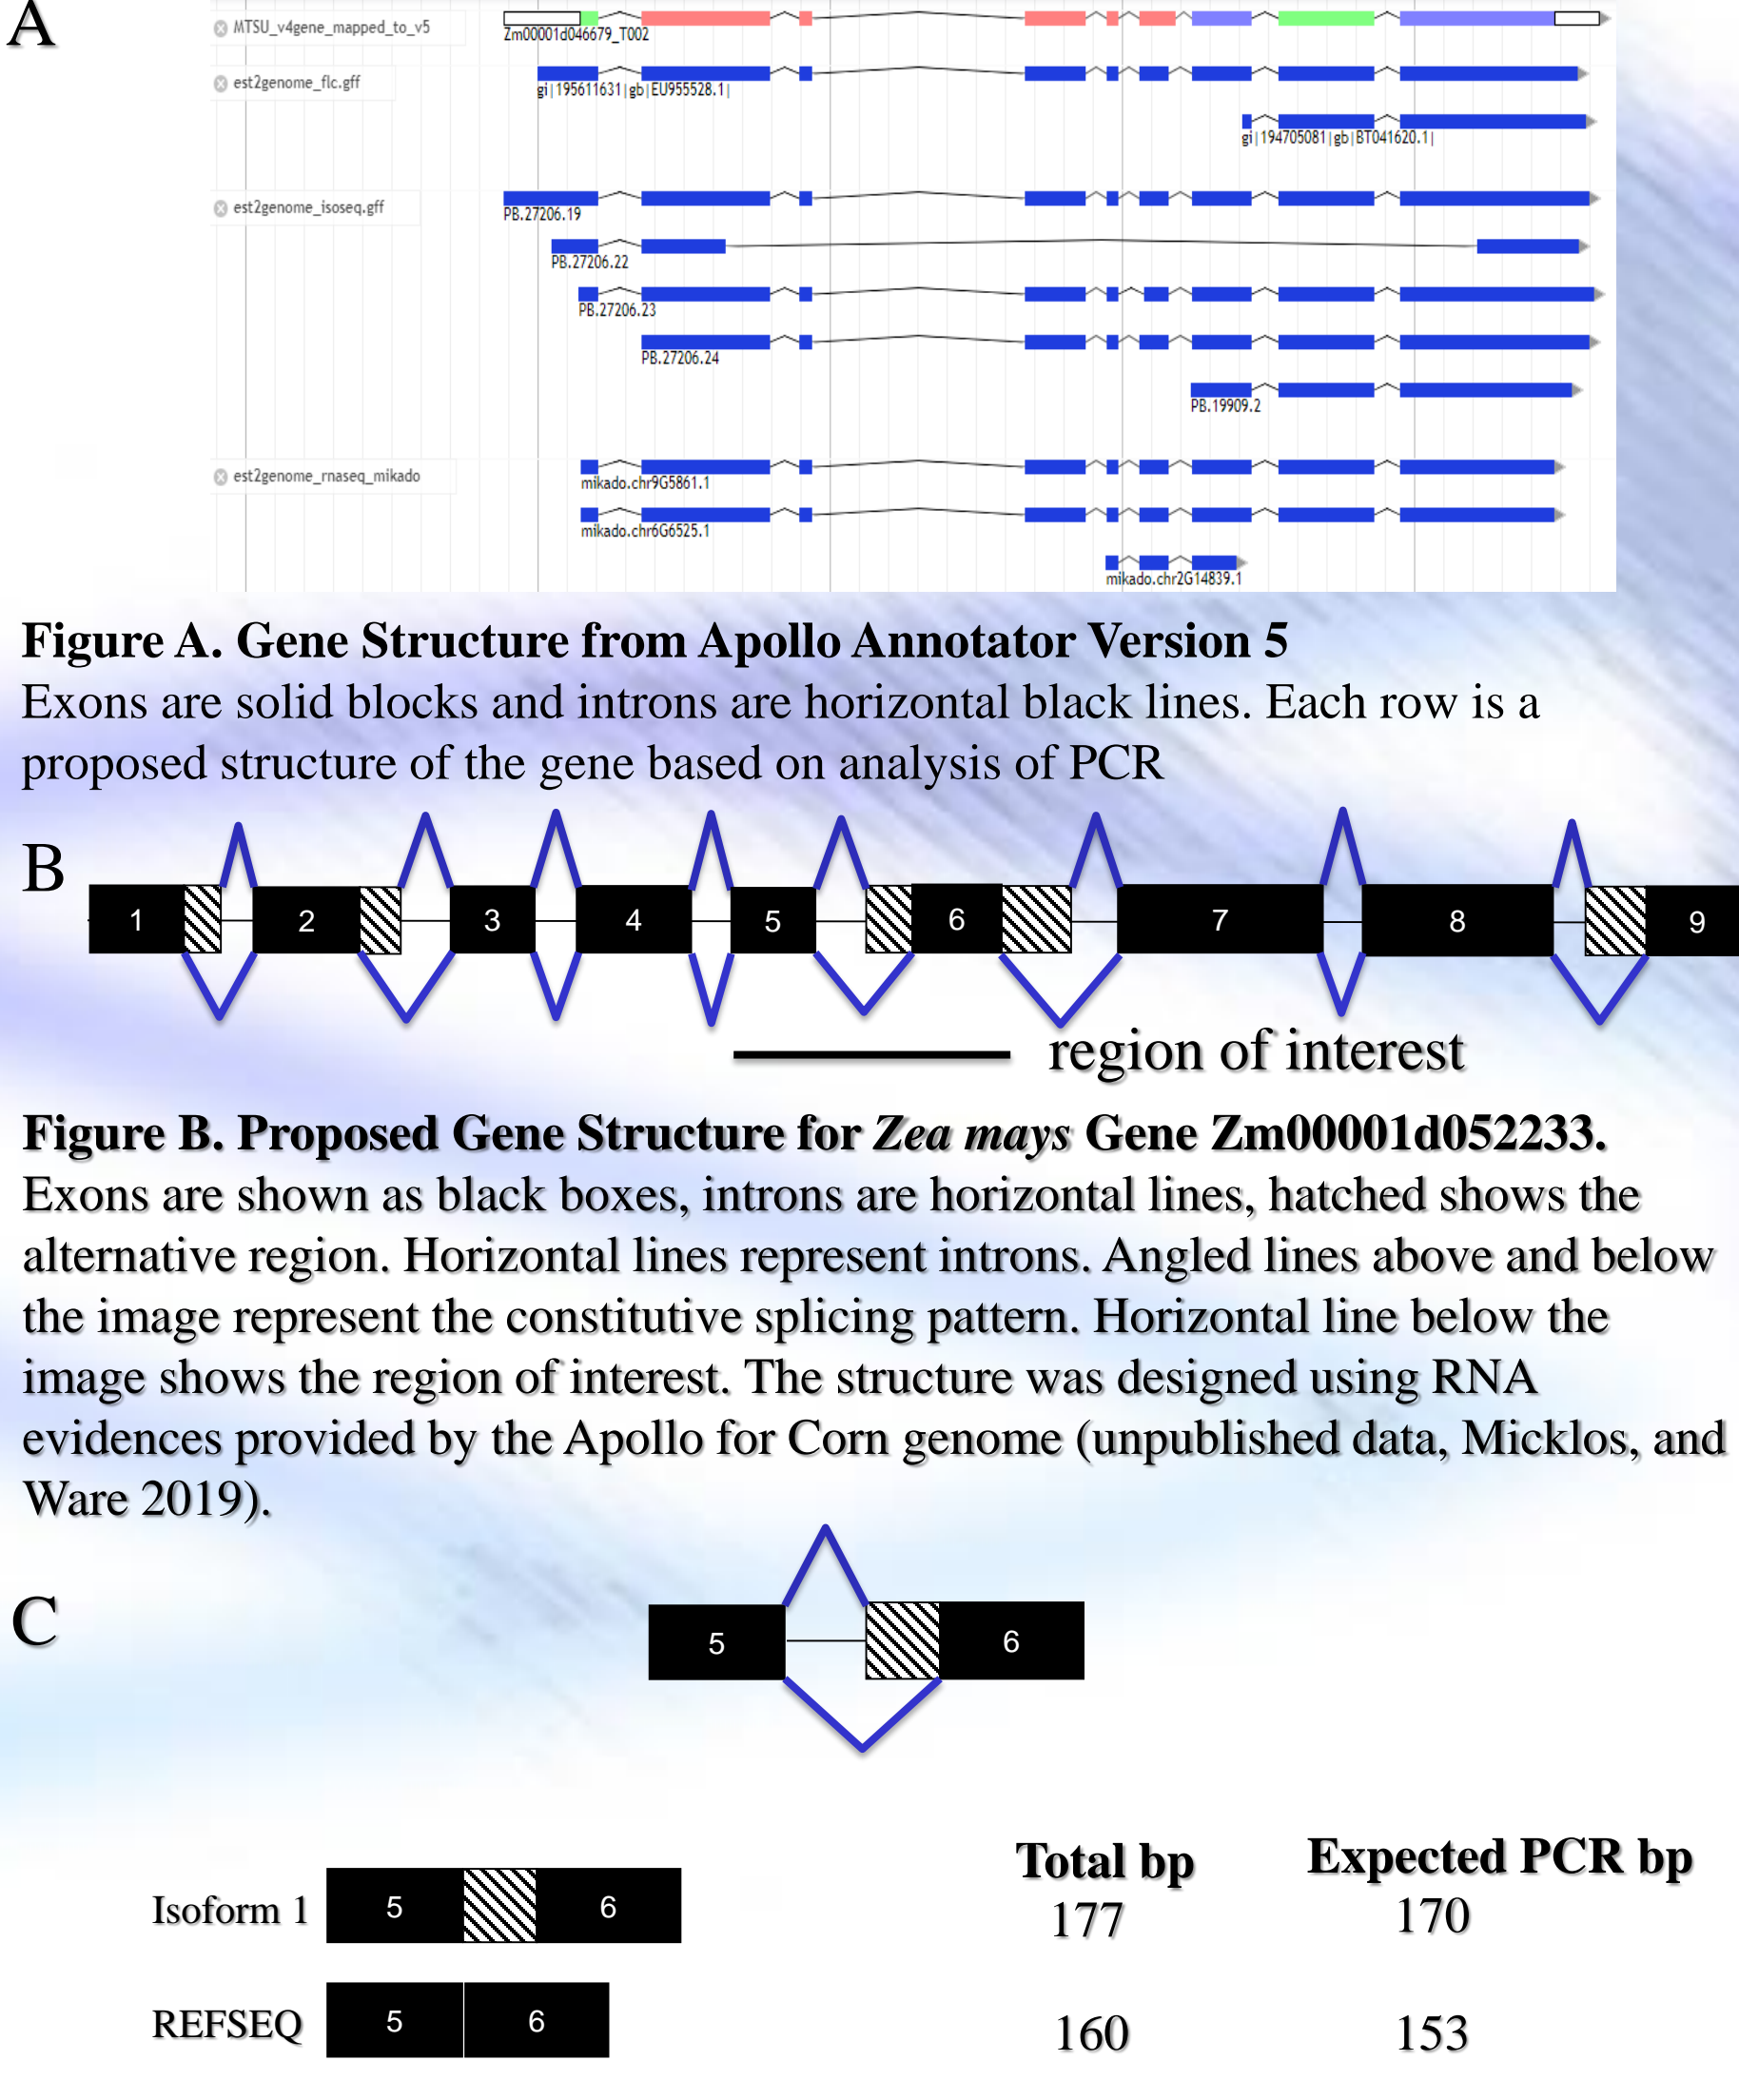 A
MTSU_v4gene_mapped_to_v5
Zm00001d046679_T002
est2genome_flc.gff
gi|195611631|gb|EU955528.1|
gi|194705081|gb|BT041620.1|
est2genome_isoseq.gff
PB.27206.19
PB.27206.22
PB.27206.23
PB.27206.24
PB.19909.2
est2genome_rnaseq_mikado
mikado.chr9G5861.1
mikado.chr6G6525.1
mikado.chr2G14839.1
Figure A. Gene Structure from Apollo Annotator Version 5
Exons are solid blocks and introns are horizontal black lines. Each row is a
proposed structure of the gene based on analysis of PCR
B
1 2 3 4 5 6 7 8 9
region of interest
Figure B. Proposed Gene Structure for Zea mays Gene Zm00001d052233.
Exons are shown as black boxes, introns are horizontal lines, hatched shows the
alternative region. Horizontal lines represent introns. Angled lines above and below
the image represent the constitutive splicing pattern. Horizontal line below the
image shows the region of interest. The structure was designed using RNA
evidences provided by the Apollo for Corn genome (unpublished data, Micklos, and
Ware 2019).
C
5 6
Total bp Expected PCR bp
Isoform 1 5 6 177 170
REFSEQ 5 6 160 153